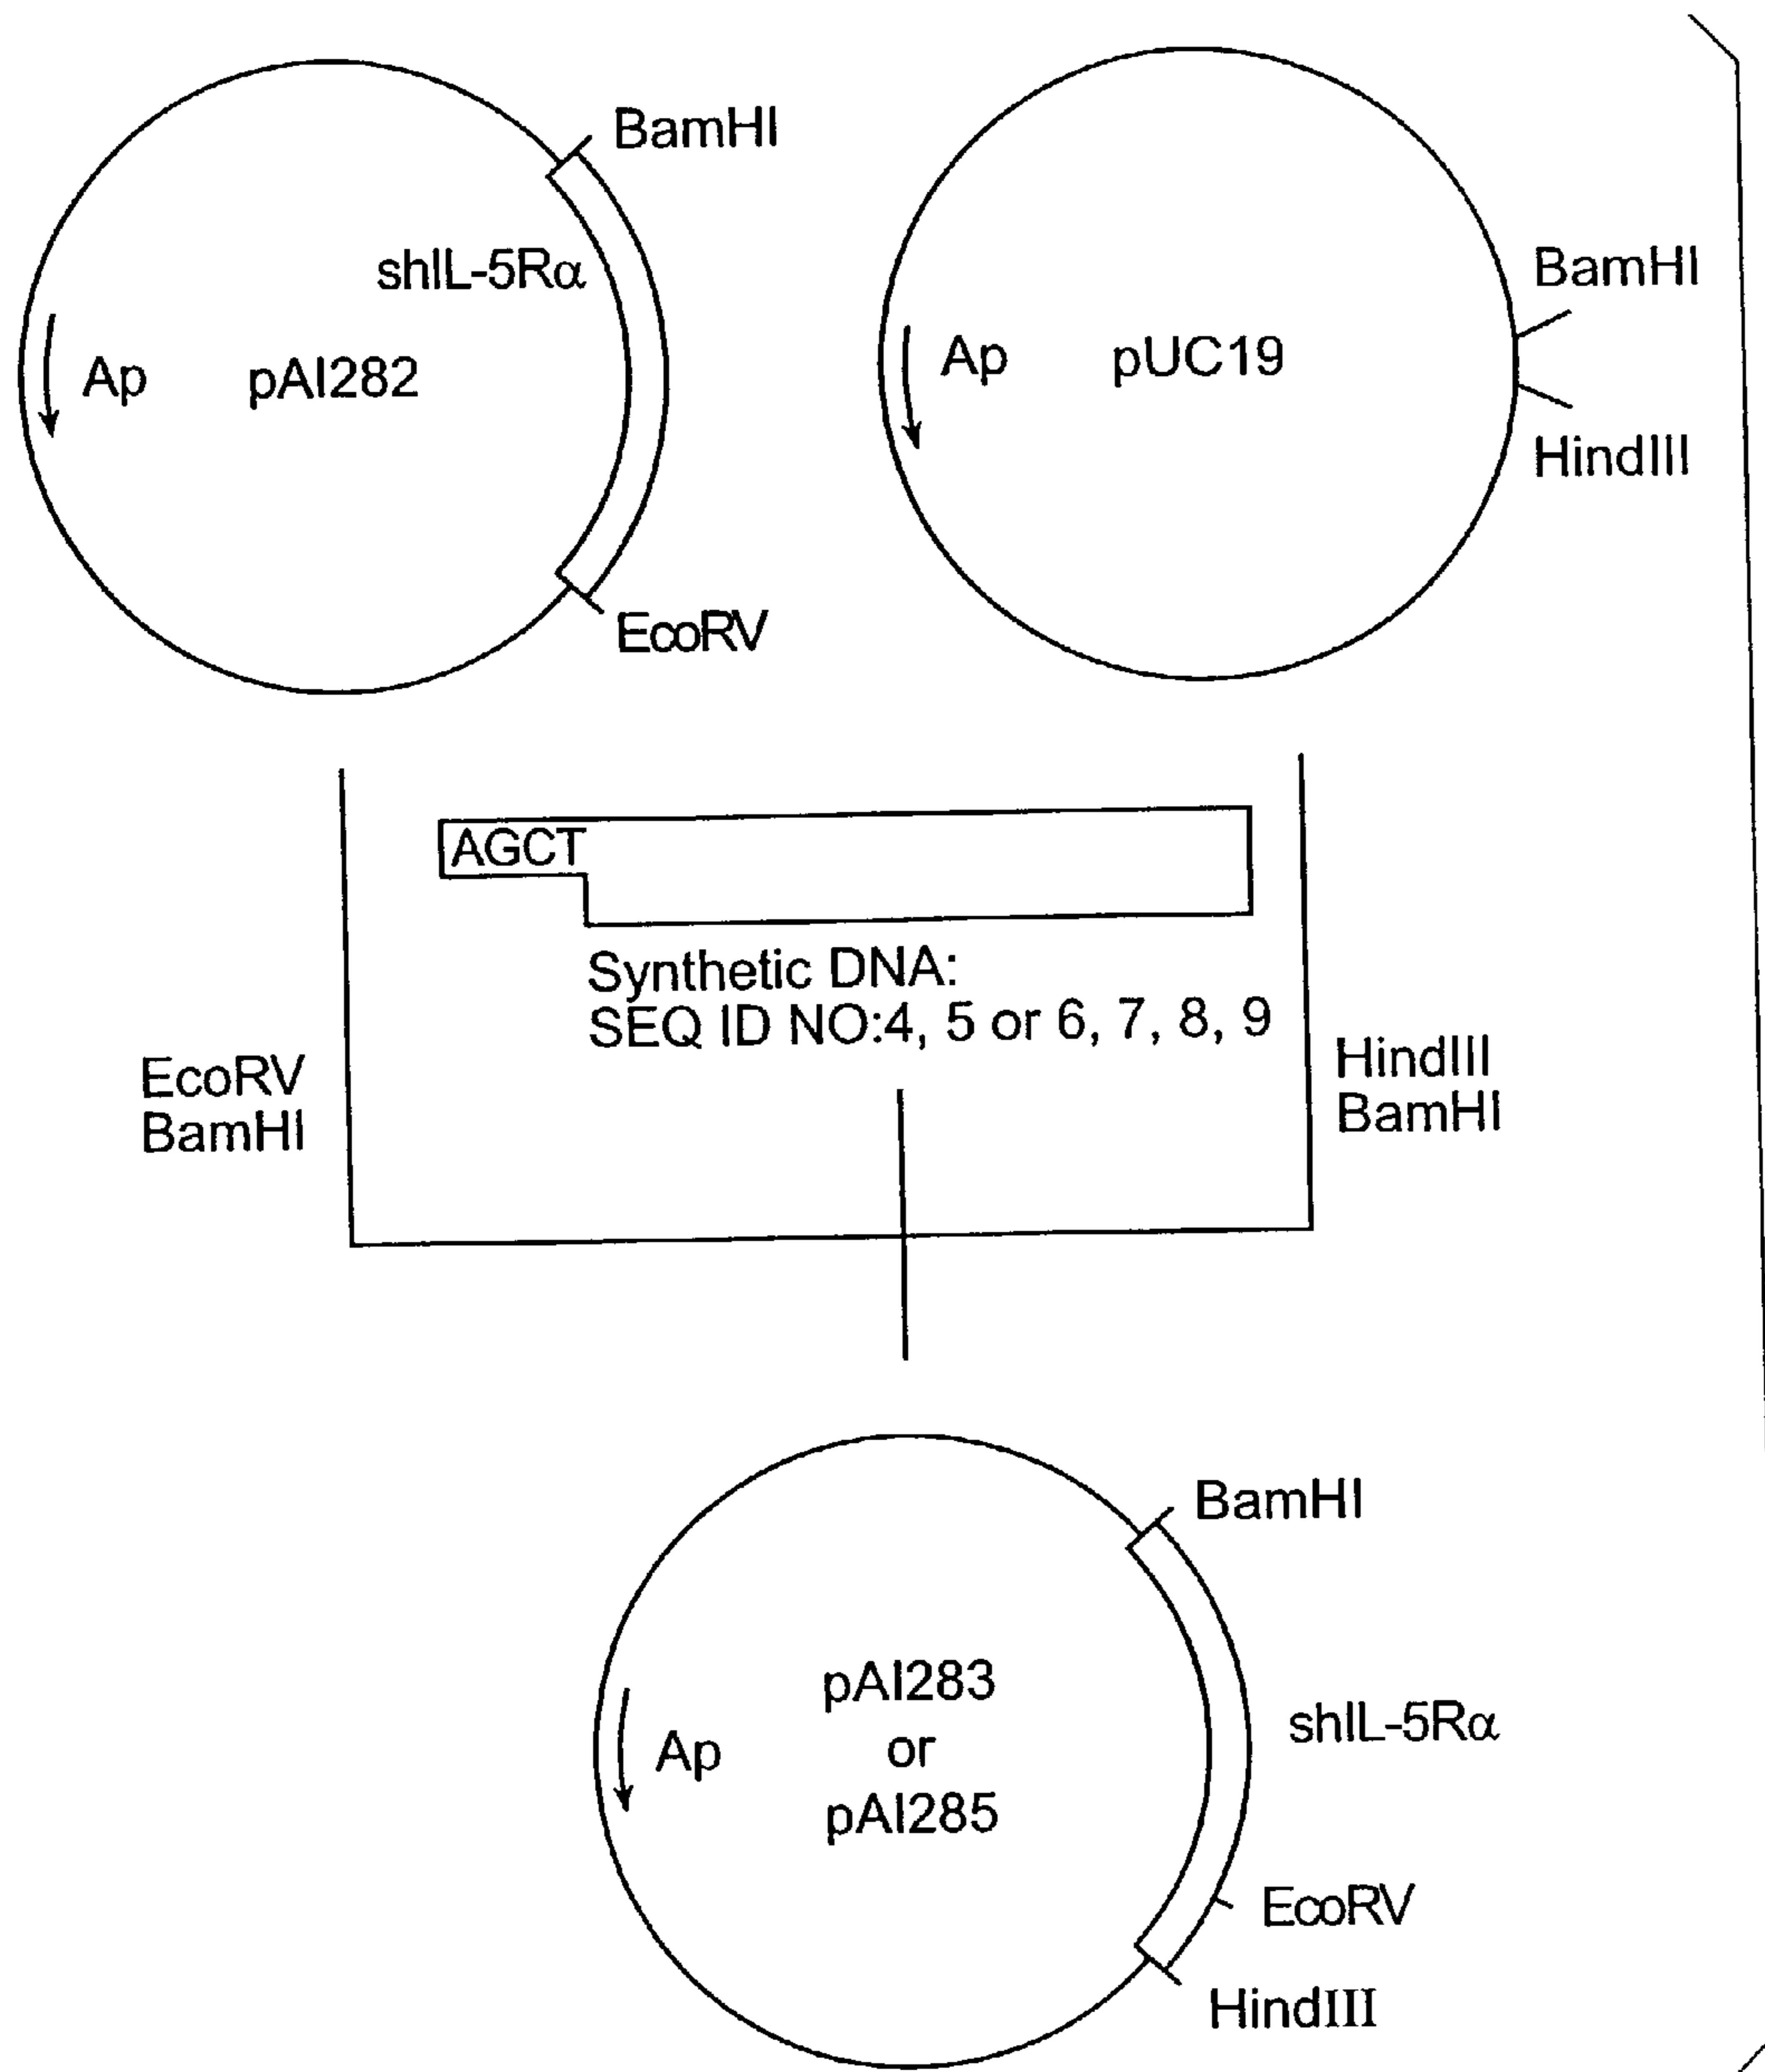 BamHI
shIL-5Rα
Ap
pAI282
EcoRV
BamHI
Ap
pUC19
HindIII
AGCT
Synthetic DNA:
SEQ ID NO:4, 5 or 6, 7, 8, 9
EcoRV
BamHI
HindIII
BamHI
BamHI
pAI283
or
pAI285
Ap
shIL-5Rα
EcoRV
HindIII